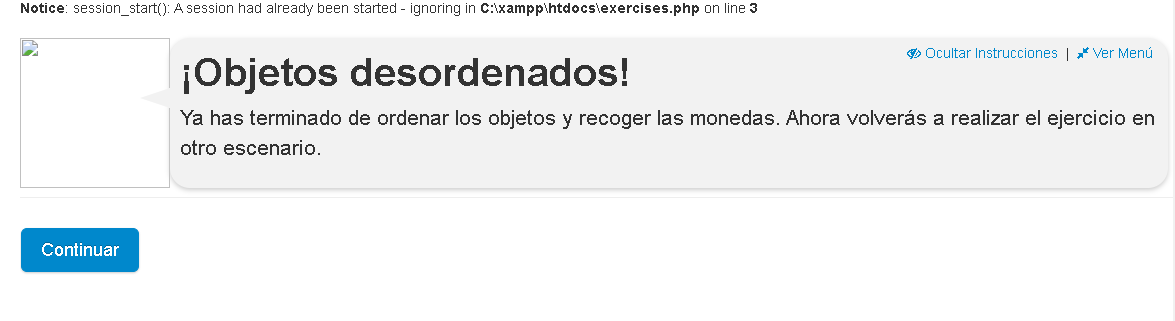 Notice: session_start(): A session had already been started - ignoring in C:\xampp\htdocs\exercises.php on line 3
Ocultar Instrucciones | Ver Menú
¡Objetos desordenados!
Ya has terminado de ordenar los objetos y recoger las monedas. Ahora volverás a realizar el ejercicio en
otro escenario.
Continuar